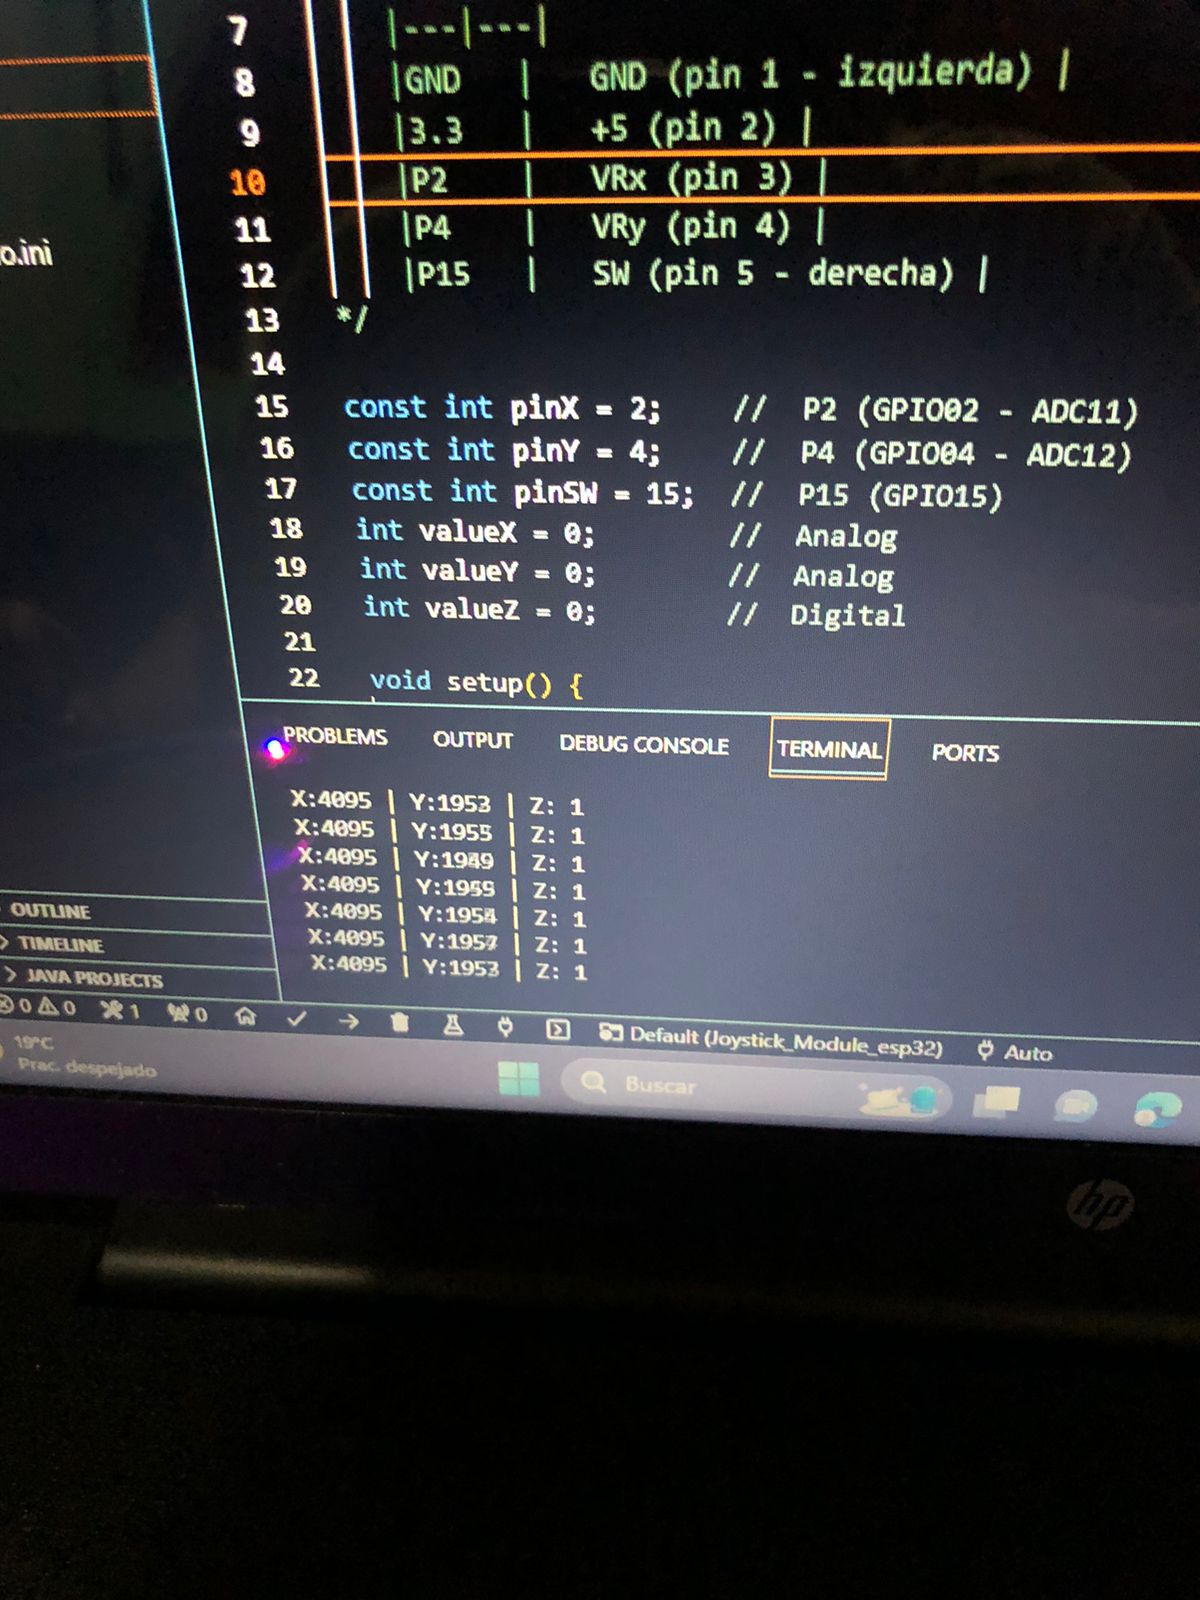 7 |---|---|
8 |GND | GND (pin 1 - izquierda) |
9 |3.3 | +5 (pin 2) |
10 |P2 | VRx (pin 3) |
11 |P4 | VRy (pin 4) |
o.ini
12 |P15 | SW (pin 5 - derecha) |
13 */
14
15 const int pinX = 2; // P2 (GPIO02 - ADC11)
16 const int pinY = 4; // P4 (GPIO04 - ADC12)
17 const int pinSW = 15; // P15 (GPIO15)
18 int valueX = 0; // Analog
19 int valueY = 0; // Analog
20 int valueZ = 0; // Digital
21
22 void setup() {
PROBLEMS OUTPUT DEBUG CONSOLE TERMINAL PORTS
X:4095 | Y:1953 | Z: 1
X:4095 | Y:1955 | Z: 1
X:4095 | Y:1949 | Z: 1
X:4095 | Y:1959 | Z: 1
X:4095 | Y:1954 | Z: 1
X:4095 | Y:1957 | Z: 1
X:4095 | Y:1953 | Z: 1
OUTLINE
> TIMELINE
> JAVA PROJECTS
0 0 1 0 Default (Joystick_Module_esp32) Auto
19°C
Prac. despejado
Buscar
hp